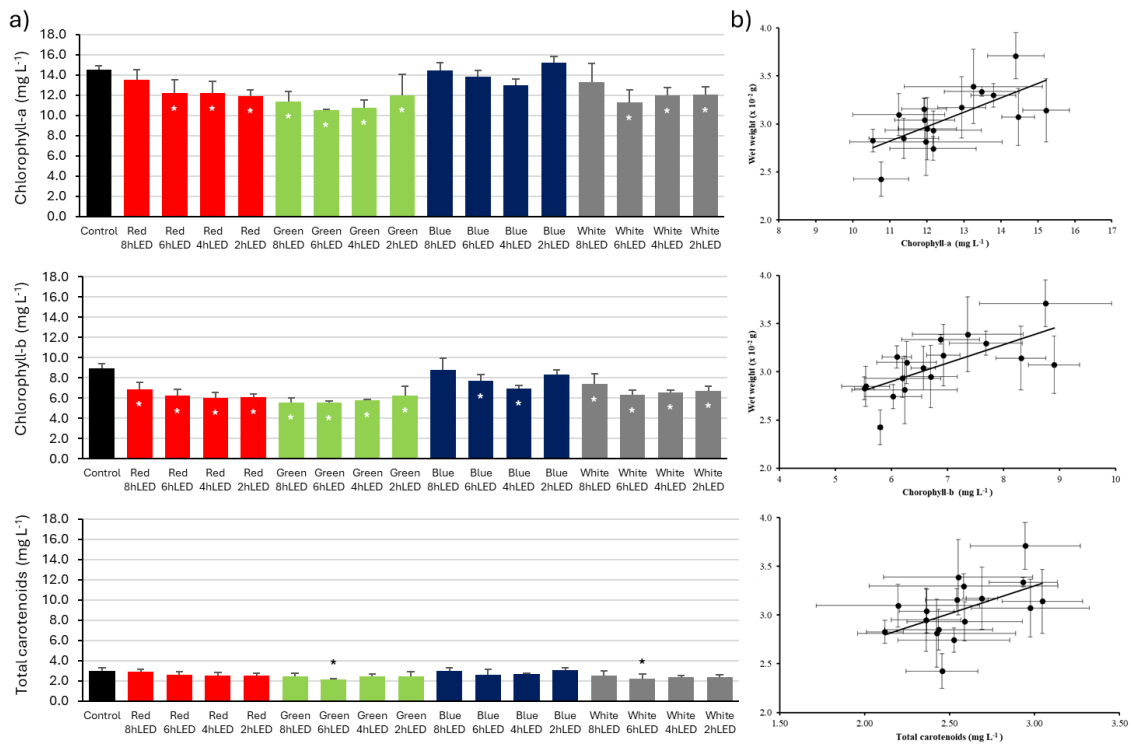 a)
18.0
16.0
14.0
12.0
10.0
8.0
6.0
4.0
2.0
0.0
Chlorophyll-a (mg L-1)
* * * * * * * * * *
Control Red Red Red Red Green Green Green Green Blue Blue Blue Blue White White White White
8hLED 6hLED 4hLED 2hLED 8hLED 6hLED 4hLED 2hLED 8hLED 6hLED 4hLED 2hLED 8hLED 6hLED 4hLED 2hLED
18.0
16.0
14.0
12.0
10.0
8.0
6.0
4.0
2.0
0.0
Chlorophyll-b (mg L-1)
* * * * * * * * * * * * * *
Control Red Red Red Red Green Green Green Green Blue Blue Blue Blue White White White White
8hLED 6hLED 4hLED 2hLED 8hLED 6hLED 4hLED 2hLED 8hLED 6hLED 4hLED 2hLED 8hLED 6hLED 4hLED 2hLED
18.0
16.0
14.0
12.0
10.0
8.0
6.0
4.0
2.0
0.0
Total carotenoids (mg L-1)
* *
Control Red Red Red Red Green Green Green Green Blue Blue Blue Blue White White White White
8hLED 6hLED 4hLED 2hLED 8hLED 6hLED 4hLED 2hLED 8hLED 6hLED 4hLED 2hLED 8hLED 6hLED 4hLED 2hLED
b)
4.0
3.5
3.0
2.5
2.0
Wet weight (x 10-2 g)
8 9 10 11 12 13 14 15 16 17
Chorophyll-a (mg L-1)
4.0
3.5
3.0
2.5
2.0
Wet weight (x 10-2 g)
4 5 6 7 8 9 10
Chorophyll-b (mg L-1)
4.0
3.5
3.0
2.5
2.0
Wet weight (x 10-2 g)
1.50 2.00 2.50 3.00 3.50
Total carotenoids (mg L-1)